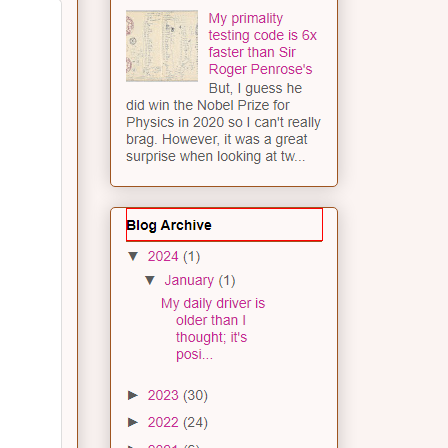 My primality
testing code is 6x
faster than Sir
Roger Penrose's
But, I guess he
did win the Nobel Prize for
Physics in 2020 so I can't really
brag. However, it was a great
surprise when looking at tw...
Blog Archive
▼ 2024 (1)
▼ January (1)
My daily driver is
older than I
thought; it's
posi...
► 2023 (30)
► 2022 (24)